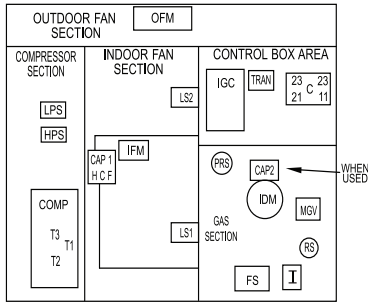 OUTDOOR FAN
SECTION
OFM
COMPRESSOR
SECTION
LPS
HPS
COMP
T3
T1
T2
INDOOR FAN
SECTION
LS2
IFM
CAP 1
H C F
LS1
CONTROL BOX AREA
IGC
TRAN
23 C 23
21 11
PRS
CAP2
WHEN
USED
IDM
MGV
GAS
SECTION
RS
FS
I